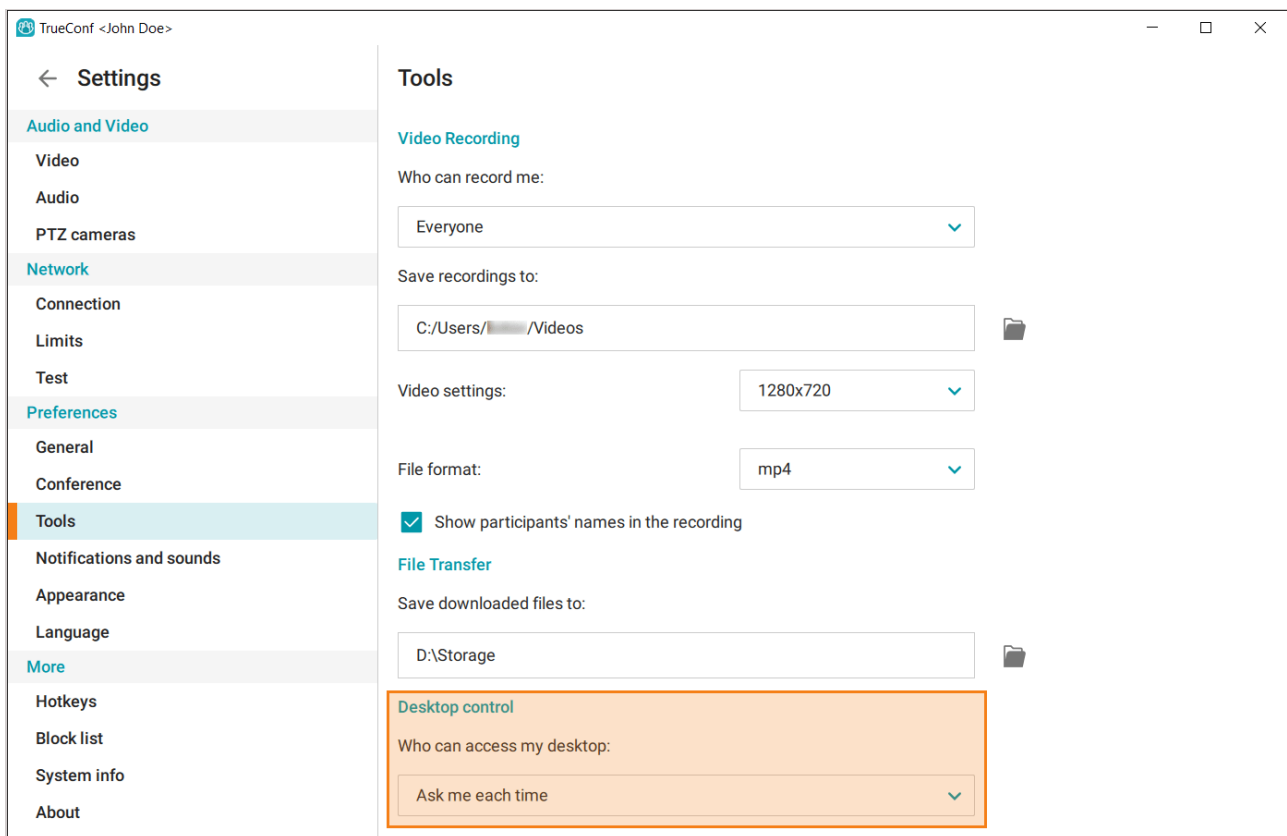 TrueConf <John Doe>
Settings
Audio and Video
Video
Audio
PTZ cameras
Network
Connection
Limits
Test
Preferences
General
Conference
Tools
Notifications and sounds
Appearance
Language
More
Hotkeys
Block list
System info
About
Tools
Video Recording
Who can record me:
Everyone
Save recordings to:
C:/Users/ /Videos
Video settings:
1280x720
File format:
mp4
Show participants' names in the recording
File Transfer
Save downloaded files to:
D:\Storage
Desktop control
Who can access my desktop:
Ask me each time